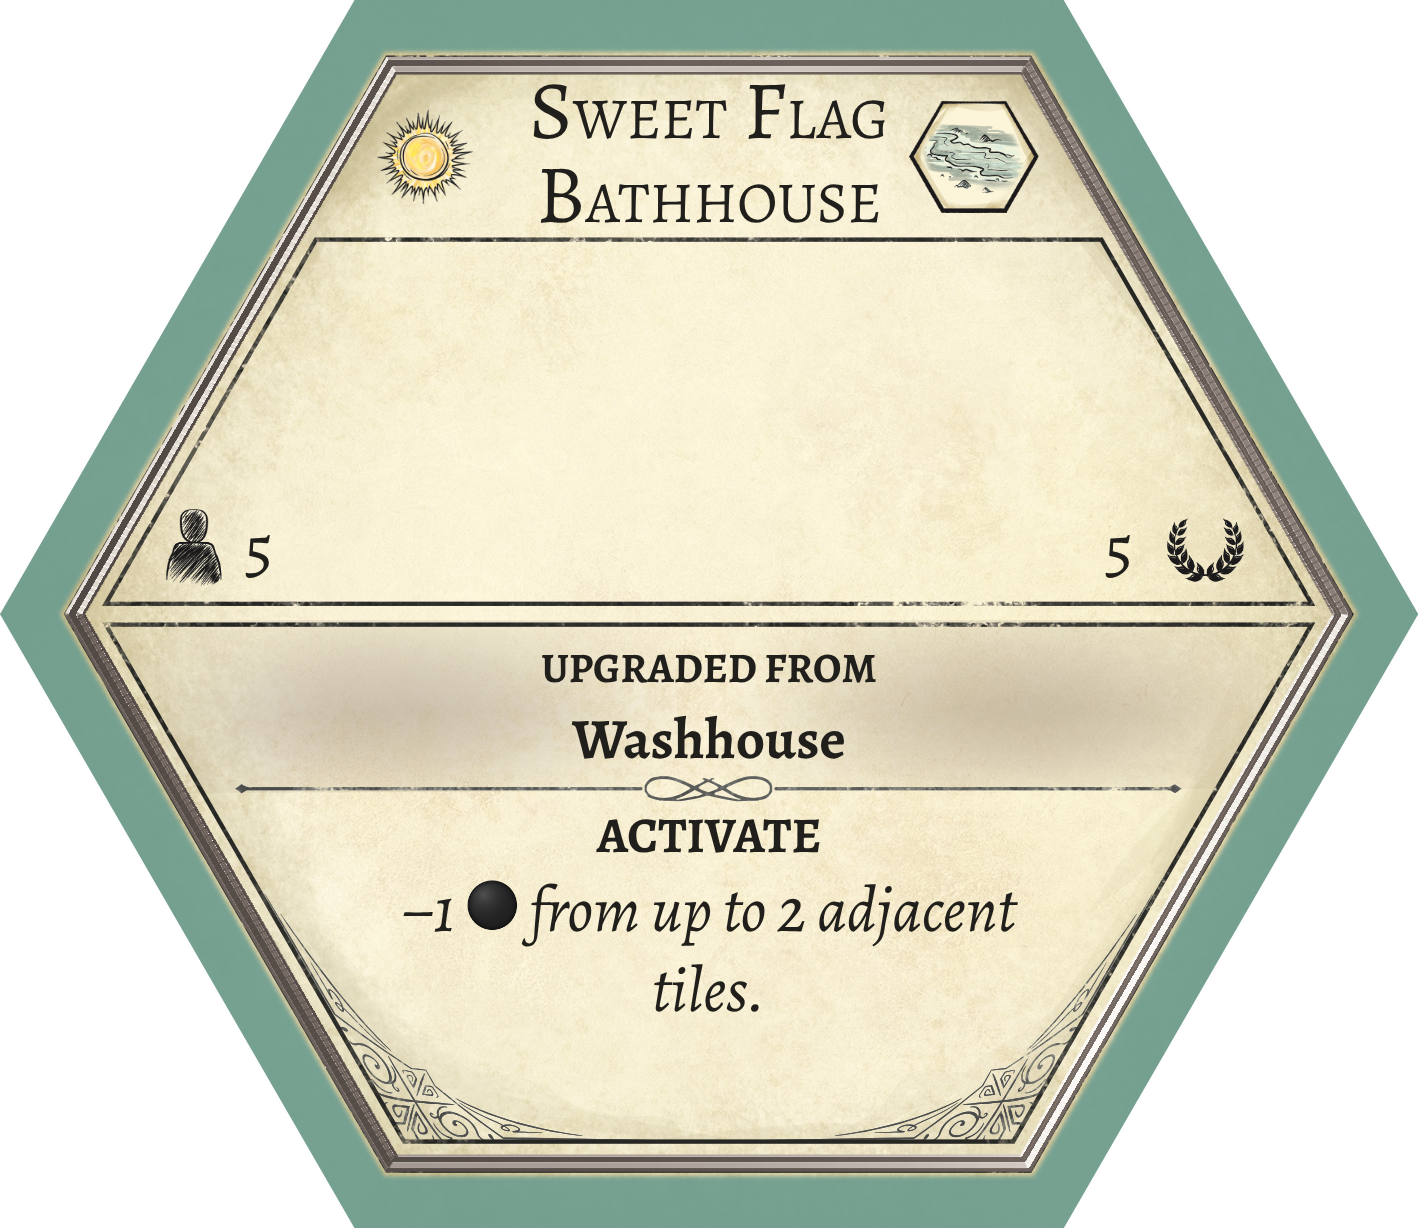 Sweet Flag
Bathhouse
5
5
UPGRADED FROM
Washhouse
ACTIVATE
–1 from up to 2 adjacent
tiles.